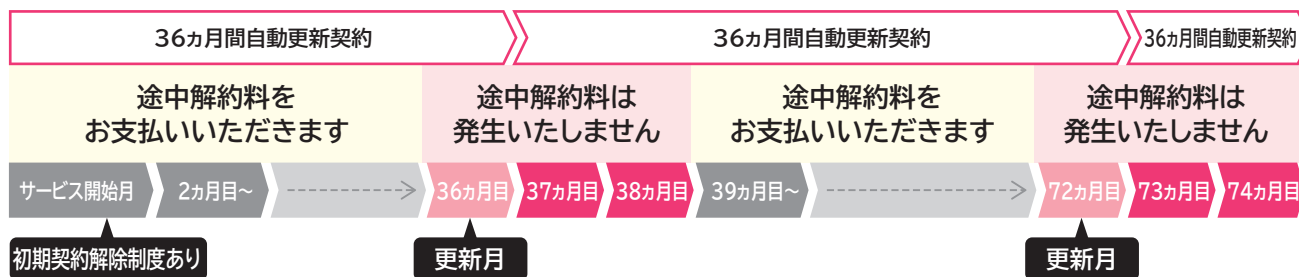 36ヵ月間自動更新契約
36ヵ月間自動更新契約
36ヵ月間自動更新契約
途中解約料を
お支払いいただきます
途中解約料は
発生いたしません
途中解約料を
お支払いいただきます
途中解約料は
発生いたしません
サービス開始月
2ヵ月目～
36ヵ月目
37ヵ月目
38ヵ月目
39ヵ月目～
72ヵ月目
73ヵ月目
74ヵ月目
初期契約解除制度あり
更新月
更新月